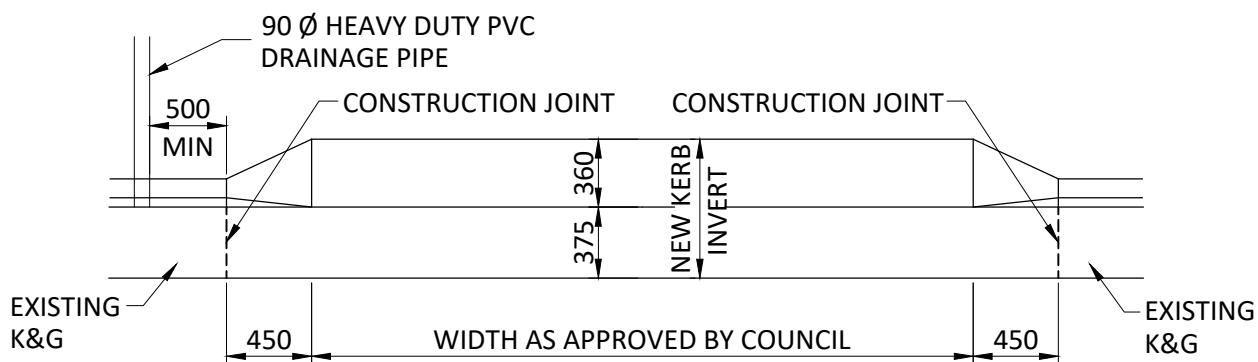 90 Ø HEAVY DUTY PVC
DRAINAGE PIPE
CONSTRUCTION JOINT
CONSTRUCTION JOINT
500
MIN
360
375
NEW KERB
INVERT
EXISTING
K&G
450
WIDTH AS APPROVED BY COUNCIL
450
EXISTING
K&G